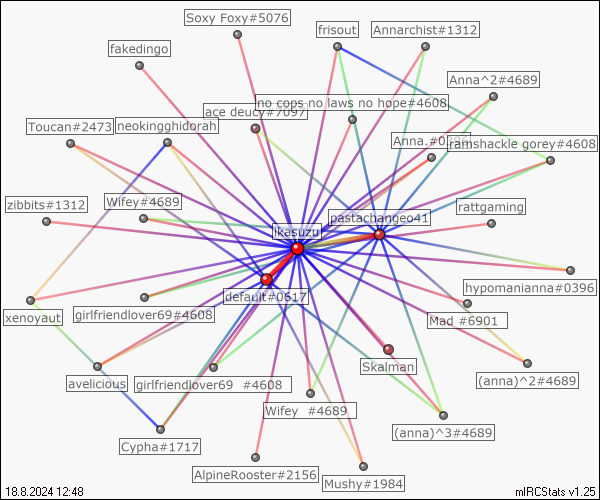 Soxy Foxy#5076
frisout
Annarchist#1312
fakedingo
Anna^2#4689
no cops no laws no hope#4608
ace deucy#7097
Toucan#2473
neokingghidorah
ramshackle gorey#4608
zibbits#1312
Wifey#4689
rattgaming
pastachangeo41
ikasuzu
hypomanianna#0396
default#0617
girlfriendlover69#4608
xenoyaut
Mad #6901
Skalman
avelicious
girlfriendlover69 #4608
(anna)^2#4689
Wifey #4689
(anna)^3#4689
Cypha#1717
AlpineRooster#2156
Mushy#1984
18.8.2024 12:48
mIRCStats v1.25